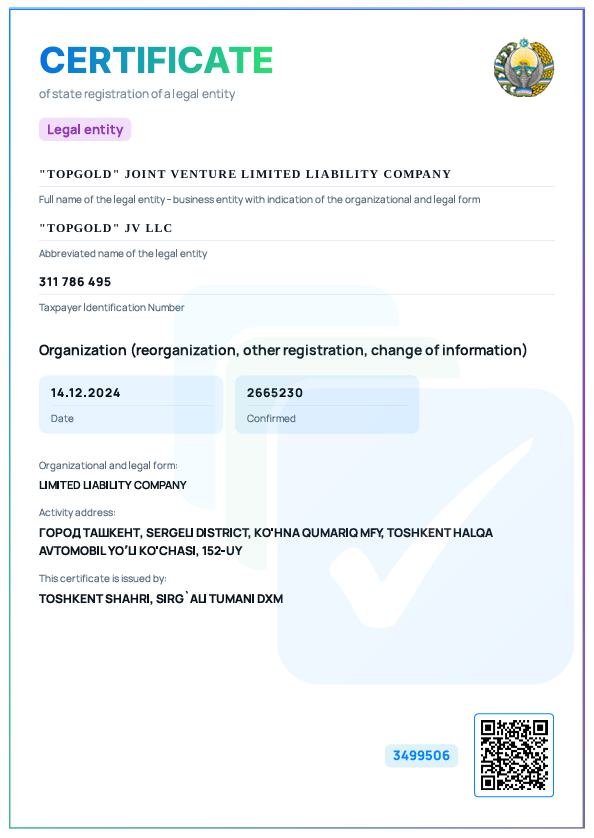 CERTIFICATE
of state registration of a legal entity
Legal entity
"TOPGOLD" JOINT VENTURE LIMITED LIABILITY COMPANY
Full name of the legal entity – business entity with indication of the organizational and legal form
"TOPGOLD" JV LLC
Abbreviated name of the legal entity
311 786 495
Taxpayer Identification Number
Organization (reorganization, other registration, change of information)
14.12.2024
Date
2665230
Confirmed
Organizational and legal form:
LIMITED LIABILITY COMPANY
Activity address:
ГОРОД ТАШКЕНТ, SERGELI DISTRICT, KO'HNA QUMARIQ MFY, TOSHKENT HALQA
AVTOMOBIL YO'LI KO'CHASI, 152-UY
This certificate is issued by:
TOSHKENT SHAHRI, SIRG`ALI TUMANI DXM
3499506